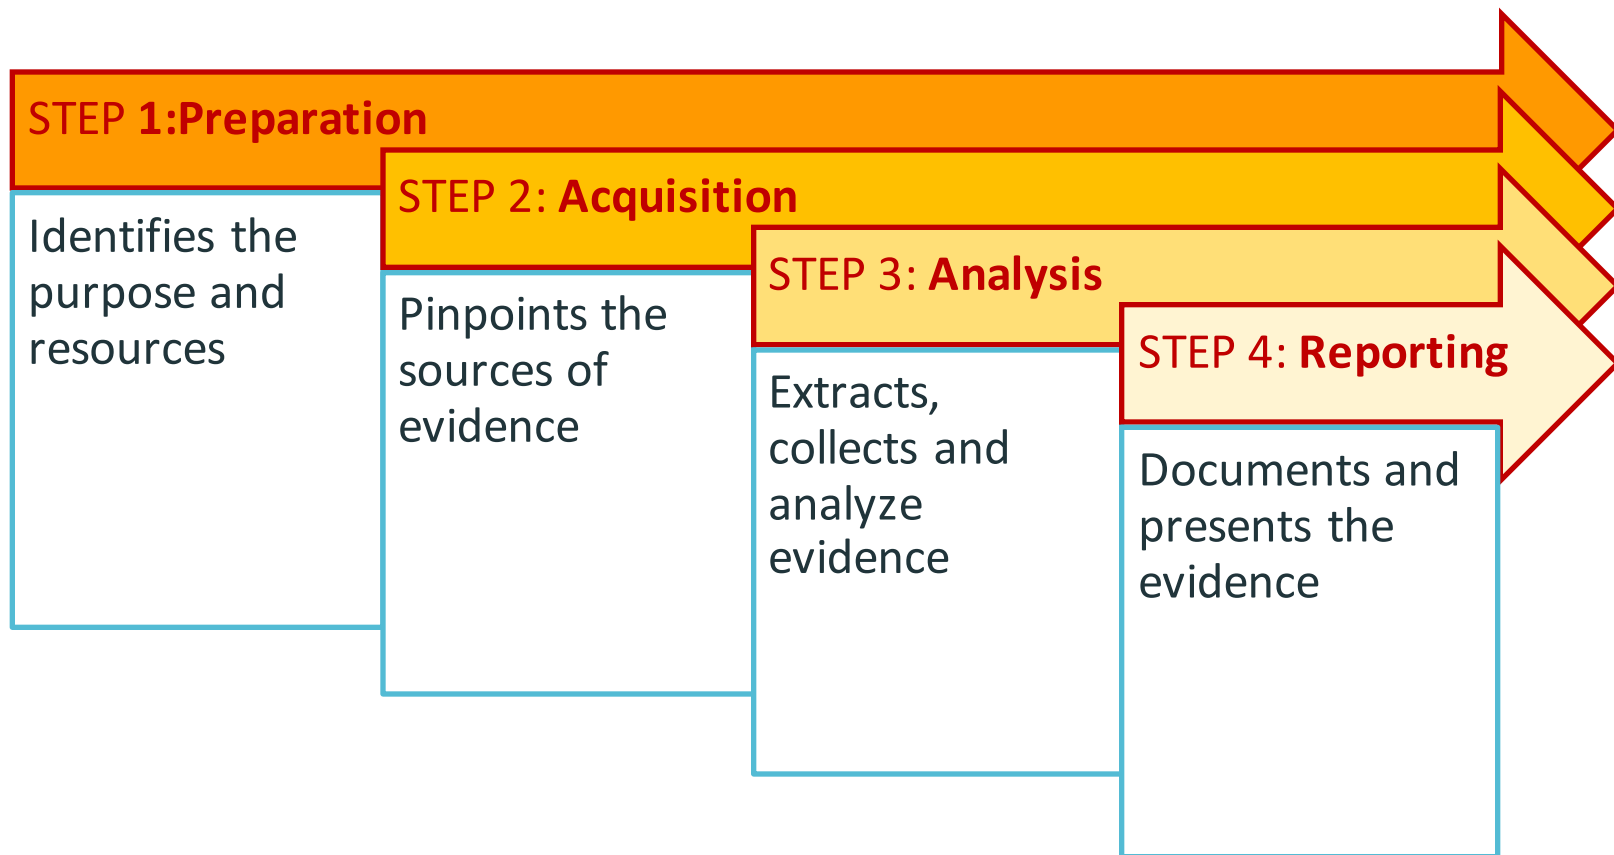 STEP 1:Preparation
Identifies the
purpose and
resources
STEP 2: Acquisition
Pinpoints the
sources of
evidence
STEP 3: Analysis
Extracts,
collects and
analyze
evidence
STEP 4: Reporting
Documents and
presents the
evidence